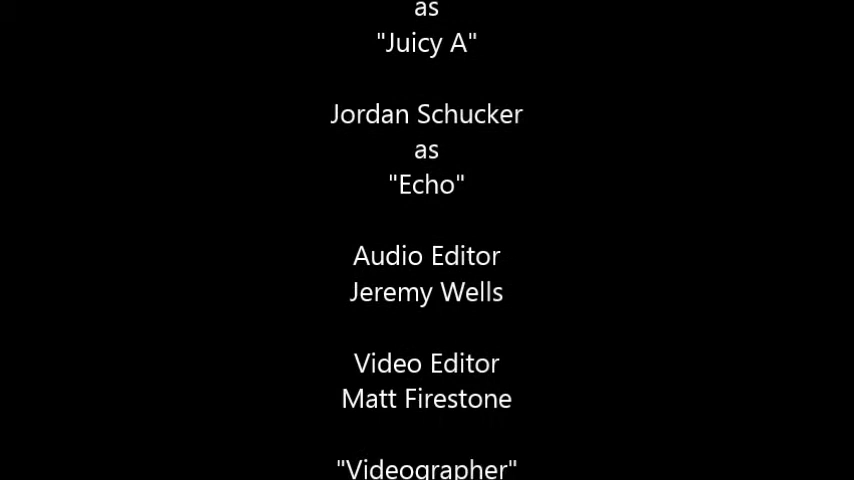 as
"Juicy A"
Jordan Schucker
as
"Echo"
Audio Editor
Jeremy Wells
Video Editor
Matt Firestone
"Videographer"